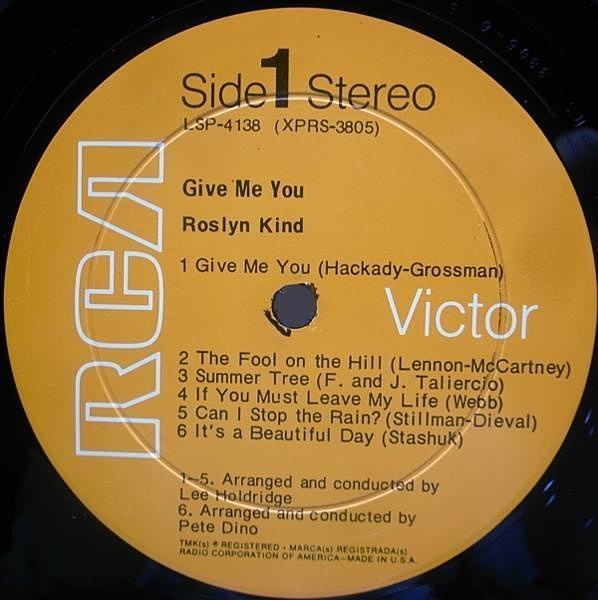 Side 1 Stereo
LSP-4138 (XPRS-3805)
RCA
Give Me You
Roslyn Kind
1 Give Me You (Hackady-Grossman)
Victor
2 The Fool on the Hill (Lennon-McCartney)
3 Summer Tree (F. and J. Taliercio)
4 If You Must Leave My Life (Webb)
5 Can I Stop the Rain? (Stillman-Dieval)
6 It's a Beautiful Day (Stashuk)
1–5. Arranged and conducted by
Lee Holdridge
6. Arranged and conducted by
Pete Dino
TMK(s) ® REGISTERED • MARCA(s) REGISTRADA(s)
RADIO CORPORATION OF AMERICA—MADE IN U.S.A.